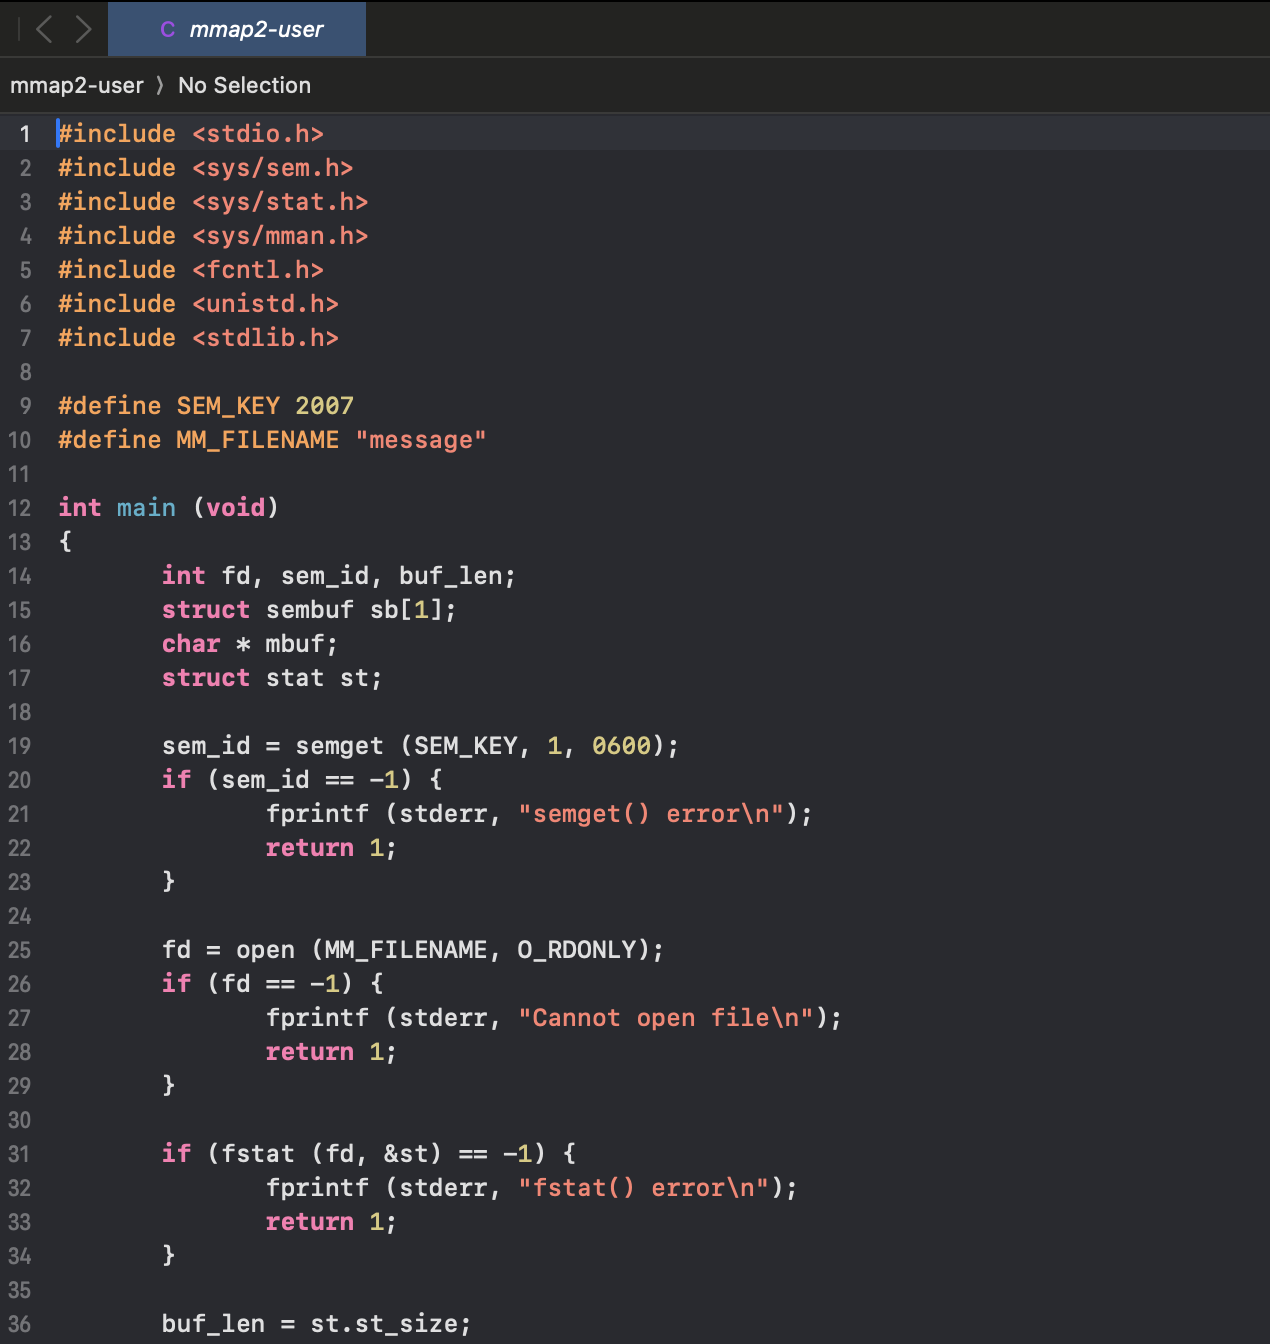 C mmap2-user
mmap2-user 〉 No Selection
1 #include <stdio.h>
2 #include <sys/sem.h>
3 #include <sys/stat.h>
4 #include <sys/mman.h>
5 #include <fcntl.h>
6 #include <unistd.h>
7 #include <stdlib.h>
8
9 #define SEM_KEY 2007
10 #define MM_FILENAME "message"
11
12 int main (void)
13 {
14         int fd, sem_id, buf_len;
15         struct sembuf sb[1];
16         char * mbuf;
17         struct stat st;
18
19         sem_id = semget (SEM_KEY, 1, 0600);
20         if (sem_id == -1) {
21                 fprintf (stderr, "semget() error\n");
22                 return 1;
23         }
24
25         fd = open (MM_FILENAME, O_RDONLY);
26         if (fd == -1) {
27                 fprintf (stderr, "Cannot open file\n");
28                 return 1;
29         }
30
31         if (fstat (fd, &st) == -1) {
32                 fprintf (stderr, "fstat() error\n");
33                 return 1;
34         }
35
36         buf_len = st.st_size;